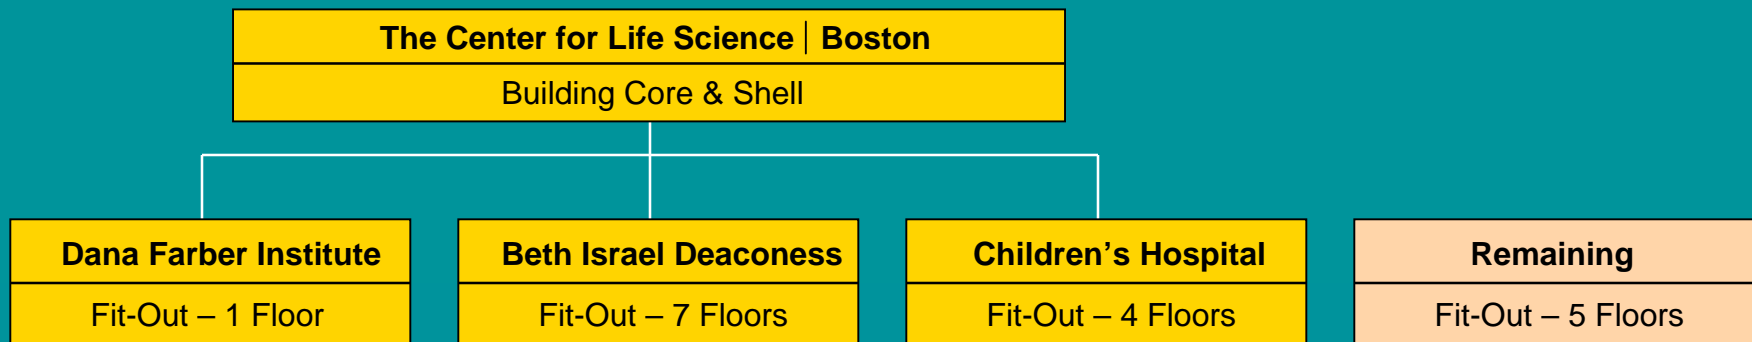 The Center for Life Science | Boston
Building Core & Shell
Dana Farber Institute
Fit-Out – 1 Floor
Beth Israel Deaconess
Fit-Out – 7 Floors
Children’s Hospital
Fit-Out – 4 Floors
Remaining
Fit-Out – 5 Floors